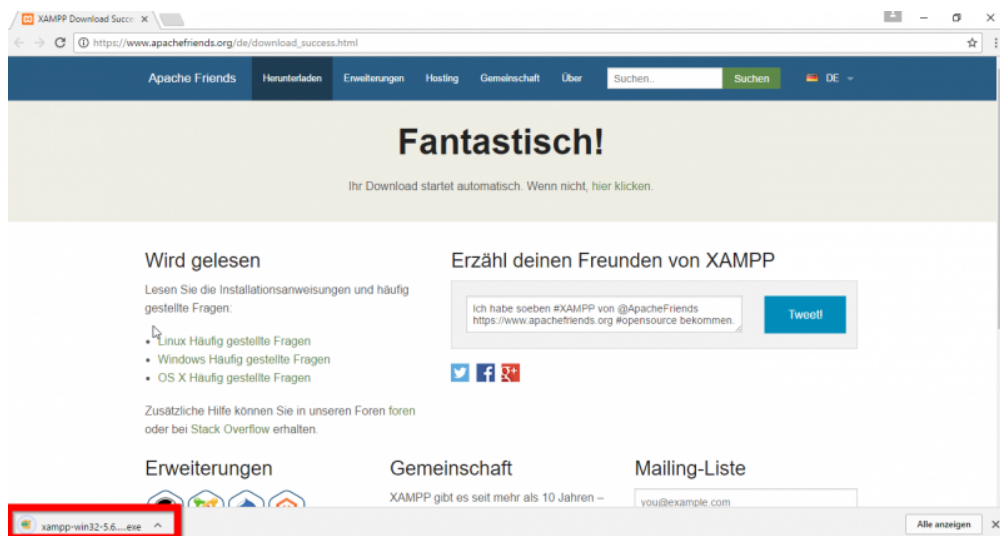 XAMPP Download Succe
https://www.apachefriends.org/de/download_success.html
Apache Friends Herunterladen Erweiterungen Hosting Gemeinschaft Über Suchen.. Suchen DE
Fantastisch!
Ihr Download startet automatisch. Wenn nicht, hier klicken.
Wird gelesen
Lesen Sie die Installationsanweisungen und häufig
gestellte Fragen:
Linux Häufig gestellte Fragen
Windows Häufig gestellte Fragen
OS X Häufig gestellte Fragen
Zusätzliche Hilfe können Sie in unseren Foren foren
oder bei Stack Overflow erhalten.
Erzähl deinen Freunden von XAMPP
Ich habe soeben #XAMPP von @ApacheFriends
https://www.apachefriends.org #opensource bekommen.
Tweet!
Erweiterungen
Gemeinschaft
XAMPP gibt es seit mehr als 10 Jahren –
Mailing-Liste
you@example.com
xampp-win32-5.6....exe
Alle anzeigen